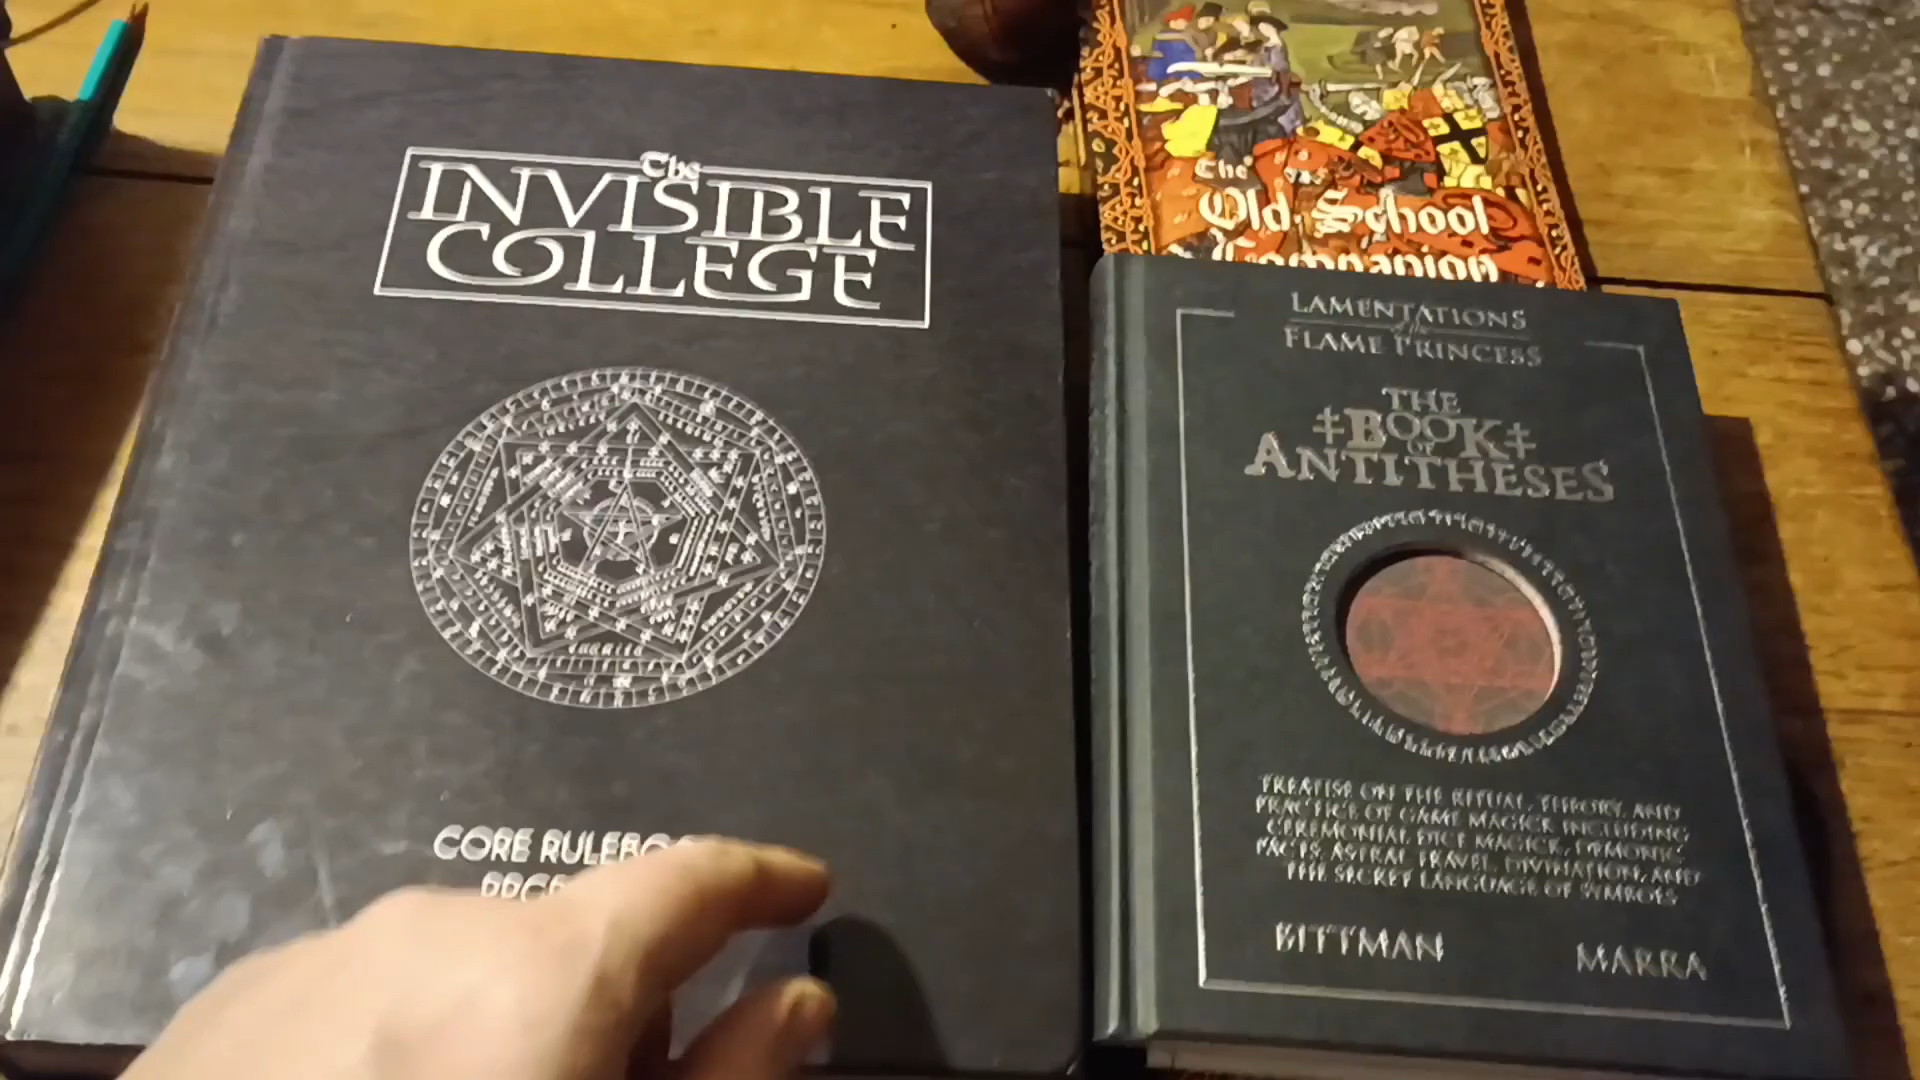 The
INVISIBLE
COLLEGE
CORE RULEBO
The
Old School
Companion
LAMENTATIONS
of the
FLAME PRINCESS
THE
‡BOOK‡
OF
ANTITHESES
TREATISE ON THE RITUAL, THEORY, AND
PRACTICE OF GAME MAGICK INCLUDING
CEREMONIAL DICE MAGICK, DEMONIC
PACTS, ASTRAL TRAVEL, DIVINATION, AND
THE SECRET LANGUAGE OF SYMBOLS
BITTMAN
MARRA